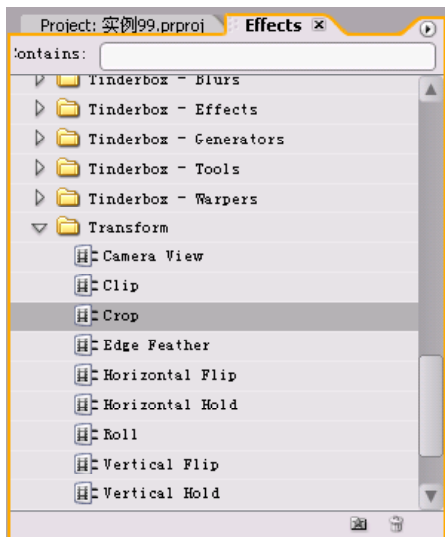 Project: 实例99.prproj Effects
ontains:
Tinderbox - Blurs
Tinderbox - Effects
Tinderbox - Generators
Tinderbox - Tools
Tinderbox - Warpers
Transform
Camera View
Clip
Crop
Edge Feather
Horizontal Flip
Horizontal Hold
Roll
Vertical Flip
Vertical Hold